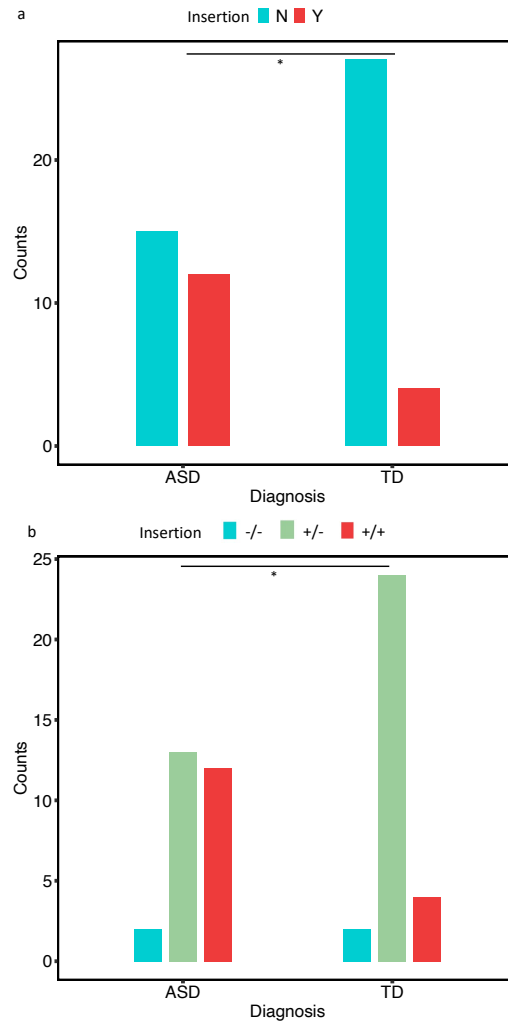 a
Insertion N Y
*
20
10
0
Counts
ASD TD
Diagnosis
b
Insertion -/- +/- +/+
*
25
20
15
10
5
0
Counts
ASD TD
Diagnosis